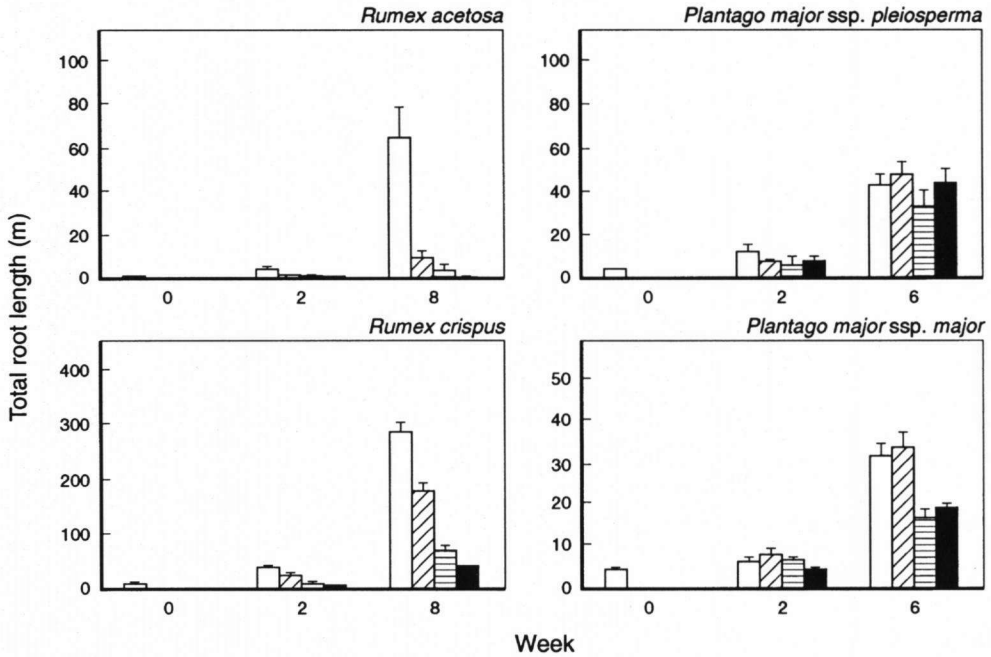 Rumex acetosa
100
80
60
40
20
0
0 2 8
Plantago major ssp. pleiosperma
100
80
60
40
20
0
0 2 6
Rumex crispus
400
300
200
100
0
0 2 8
Plantago major ssp. major
50
40
30
20
10
0
0 2 6
Total root length (m)
Week